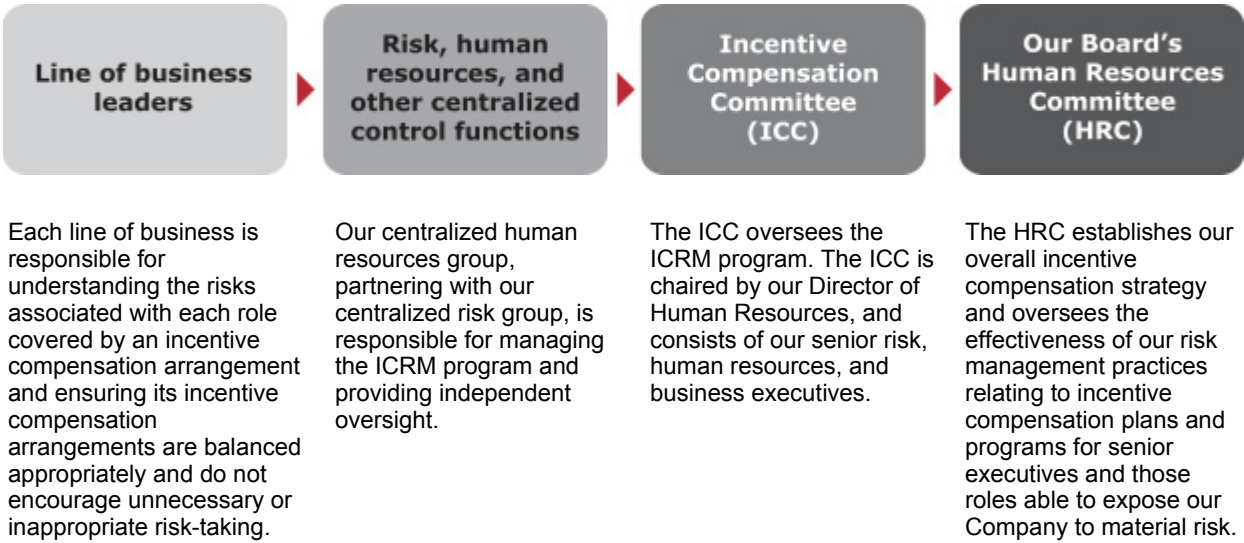 Line of business
leaders
Risk, human
resources, and
other centralized
control functions
Incentive
Compensation
Committee
(ICC)
Our Board's
Human Resources
Committee
(HRC)
Each line of business is
responsible for
understanding the risks
associated with each role
covered by an incentive
compensation arrangement
and ensuring its incentive
compensation
arrangements are balanced
appropriately and do not
encourage unnecessary or
inappropriate risk-taking.
Our centralized human
resources group,
partnering with our
centralized risk group, is
responsible for managing
the ICRM program and
providing independent
oversight.
The ICC oversees the
ICRM program. The ICC is
chaired by our Director of
Human Resources, and
consists of our senior risk,
human resources, and
business executives.
The HRC establishes our
overall incentive
compensation strategy
and oversees the
effectiveness of our risk
management practices
relating to incentive
compensation plans and
programs for senior
executives and those
roles able to expose our
Company to material risk.